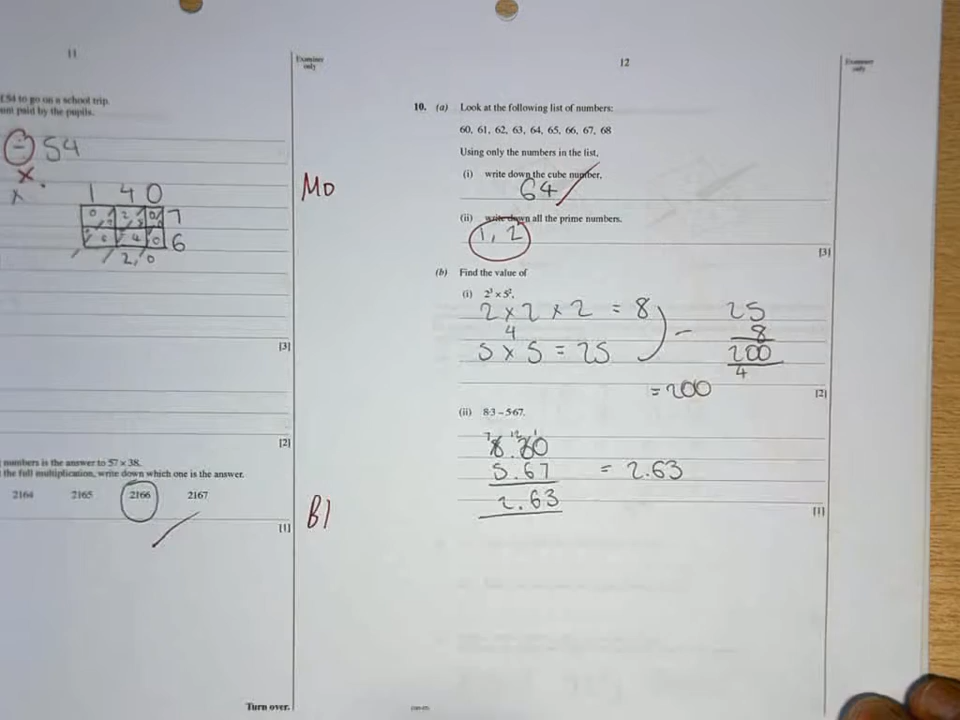 11
Examiner
only
£54 to go on a school trip.
paid by the pupils.
÷ 54
x
x
1 4 0
7
6
2, 0
M0
[3]
[2]
numbers is the answer to 57 × 38.
the full multiplication, write down which one is the answer.
2164 2165 2166 2167
[1]
B1
Turn over.
12
Examiner
only
10. (a) Look at the following list of numbers:
60, 61, 62, 63, 64, 65, 66, 67, 68
Using only the numbers in the list,
(i) write down the cube number,
64
(ii) write down all the prime numbers.
1, 2
[3]
(b) Find the value of
(i) 2³ × 5²,
2 × 2 × 2 = 8
4
5 × 5 = 25
25
8
200
4
= 200
[2]
(ii) 8·3 – 5·67.
7 12 1
8.30
5.67 = 2.63
2.63
[1]